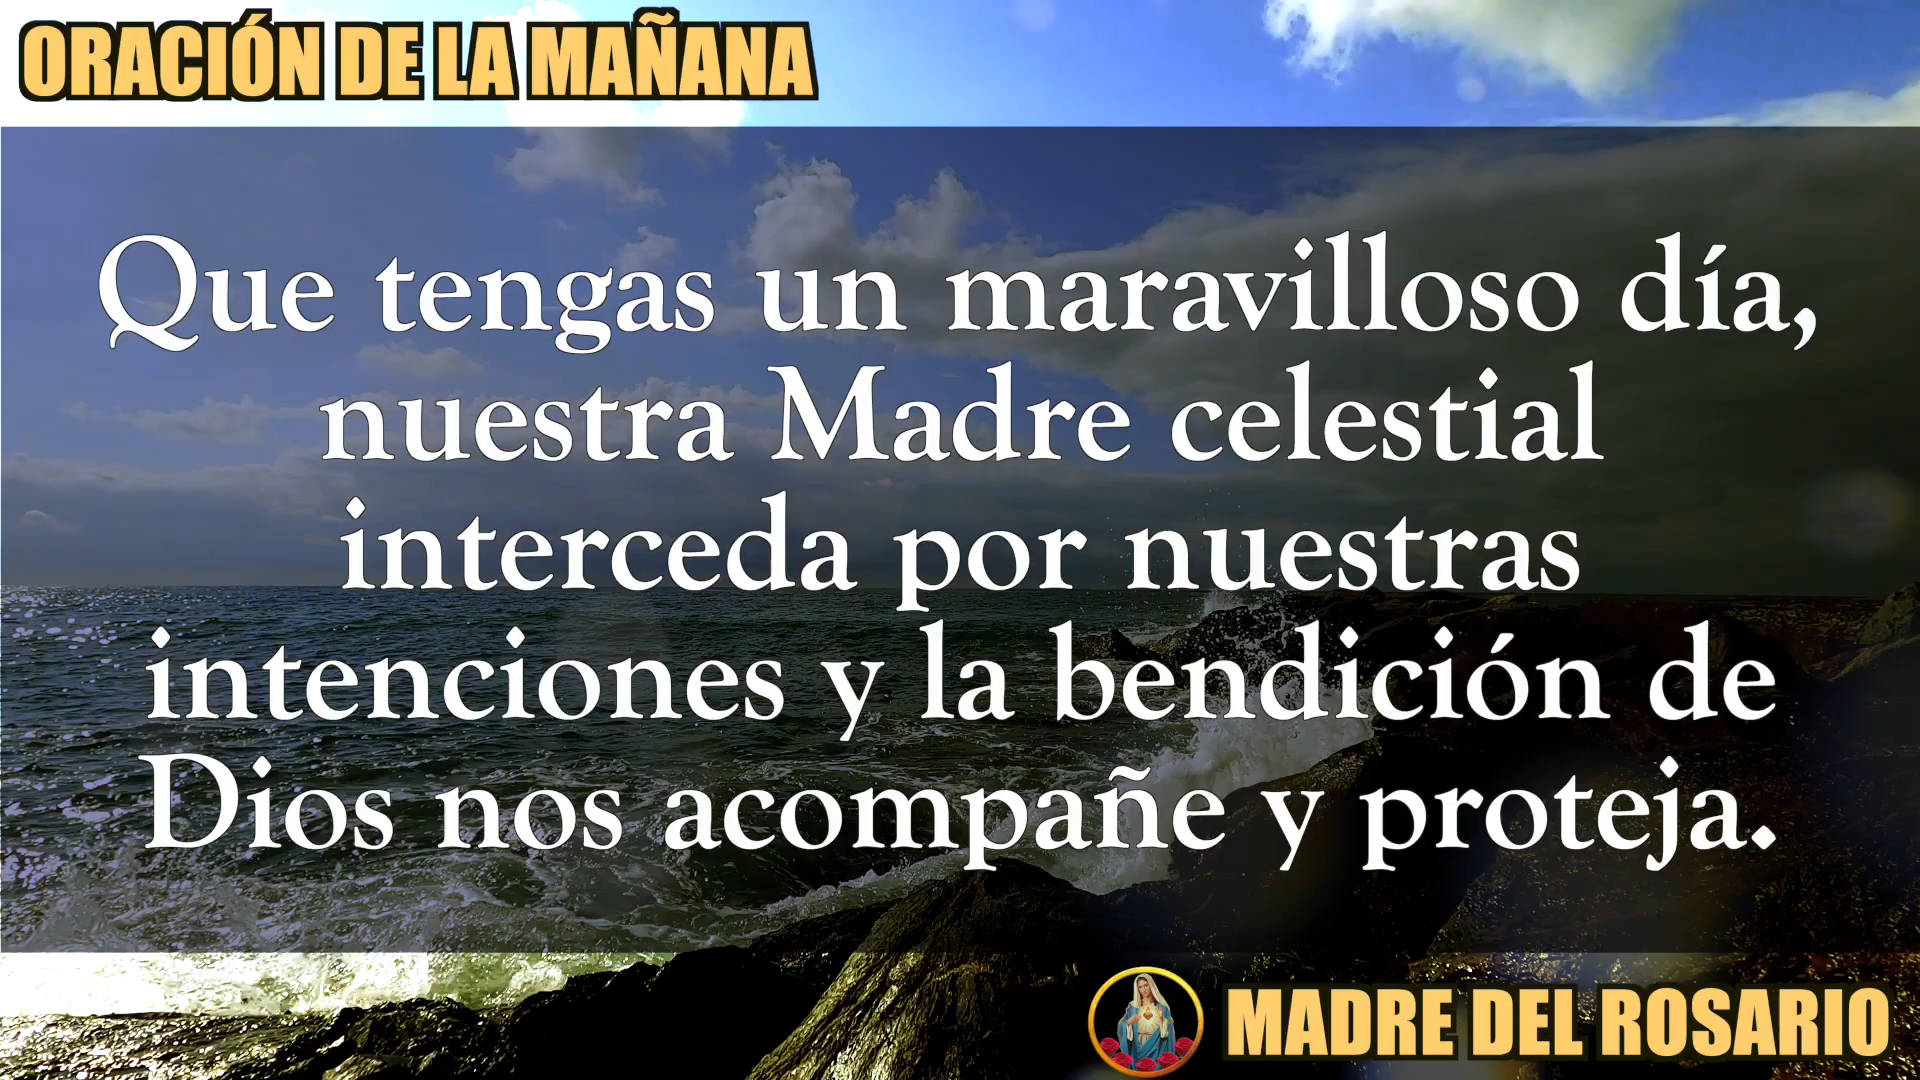 ORACIÓN DE LA MAÑANA
Que tengas un maravilloso día,
nuestra Madre celestial
interceda por nuestras
intenciones y la bendición de
Dios nos acompañe y proteja.
MADRE DEL ROSARIO